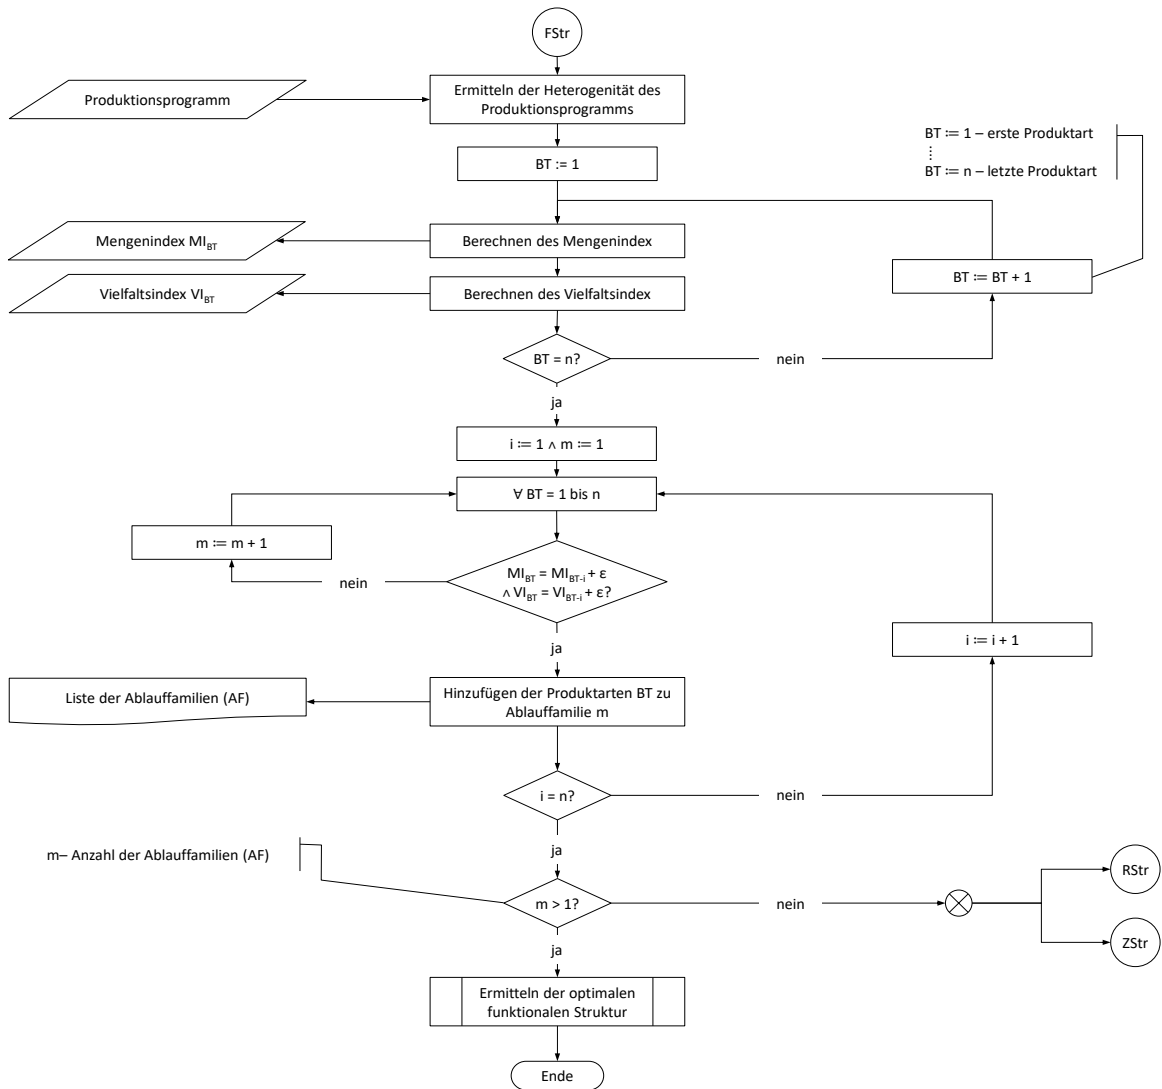 FStr
Produktionsprogramm
Ermitteln der Heterogenität des
Produktionsprogramms
BT := 1
BT ≔ 1 – erste Produktart
⋮
BT ≔ n – letzte Produktart
Mengenindex MI_BT
Berechnen des Mengenindex
BT ≔ BT + 1
Vielfaltsindex VI_BT
Berechnen des Vielfaltsindex
BT = n?
nein
ja
i ≔ 1 ∧ m ≔ 1
∀ BT = 1 bis n
m ≔ m + 1
MI_BT = MI_BT-i + ε
∧ VI_BT = VI_BT-i + ε?
nein
ja
i ≔ i + 1
Liste der Ablauffamilien (AF)
Hinzufügen der Produktarten BT zu
Ablauffamilie m
i = n?
nein
ja
m– Anzahl der Ablauffamilien (AF)
m > 1?
nein
RStr
ZStr
ja
Ermitteln der optimalen
funktionalen Struktur
Ende